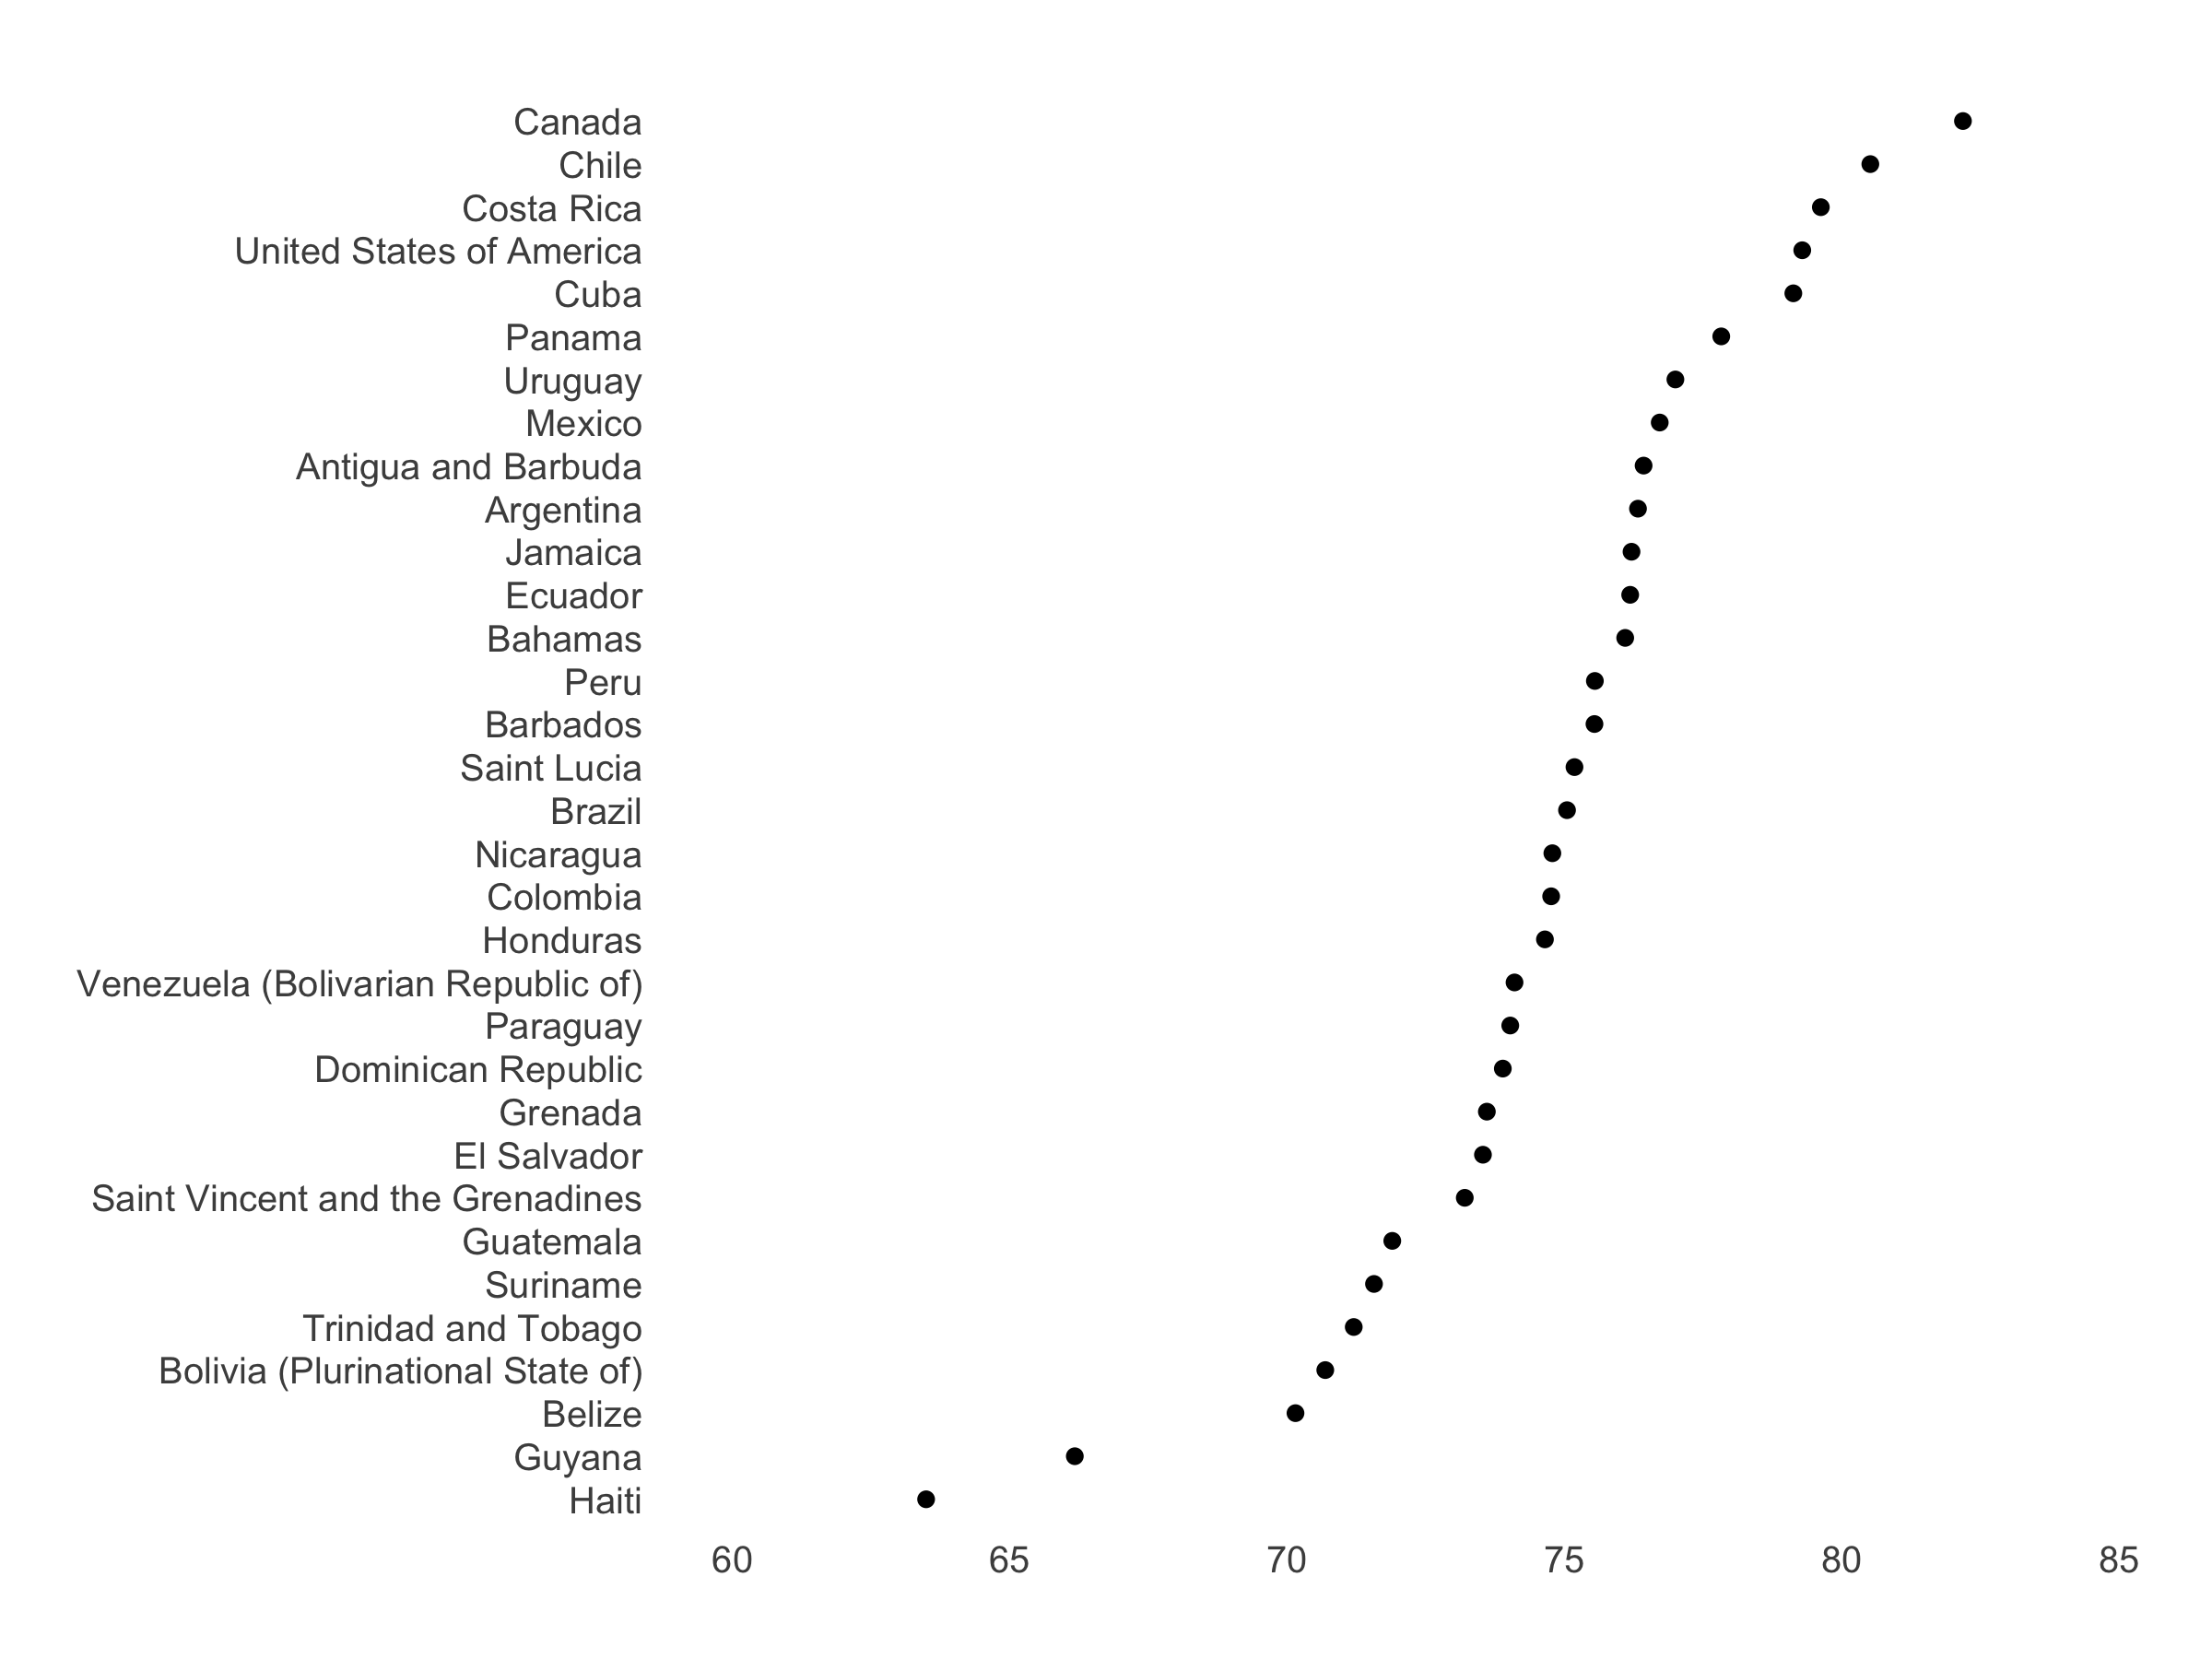 Canada
Chile
Costa Rica
United States of America
Cuba
Panama
Uruguay
Mexico
Antigua and Barbuda
Argentina
Jamaica
Ecuador
Bahamas
Peru
Barbados
Saint Lucia
Brazil
Nicaragua
Colombia
Honduras
Venezuela (Bolivarian Republic of)
Paraguay
Dominican Republic
Grenada
El Salvador
Saint Vincent and the Grenadines
Guatemala
Suriname
Trinidad and Tobago
Bolivia (Plurinational State of)
Belize
Guyana
Haiti
60 65 70 75 80 85